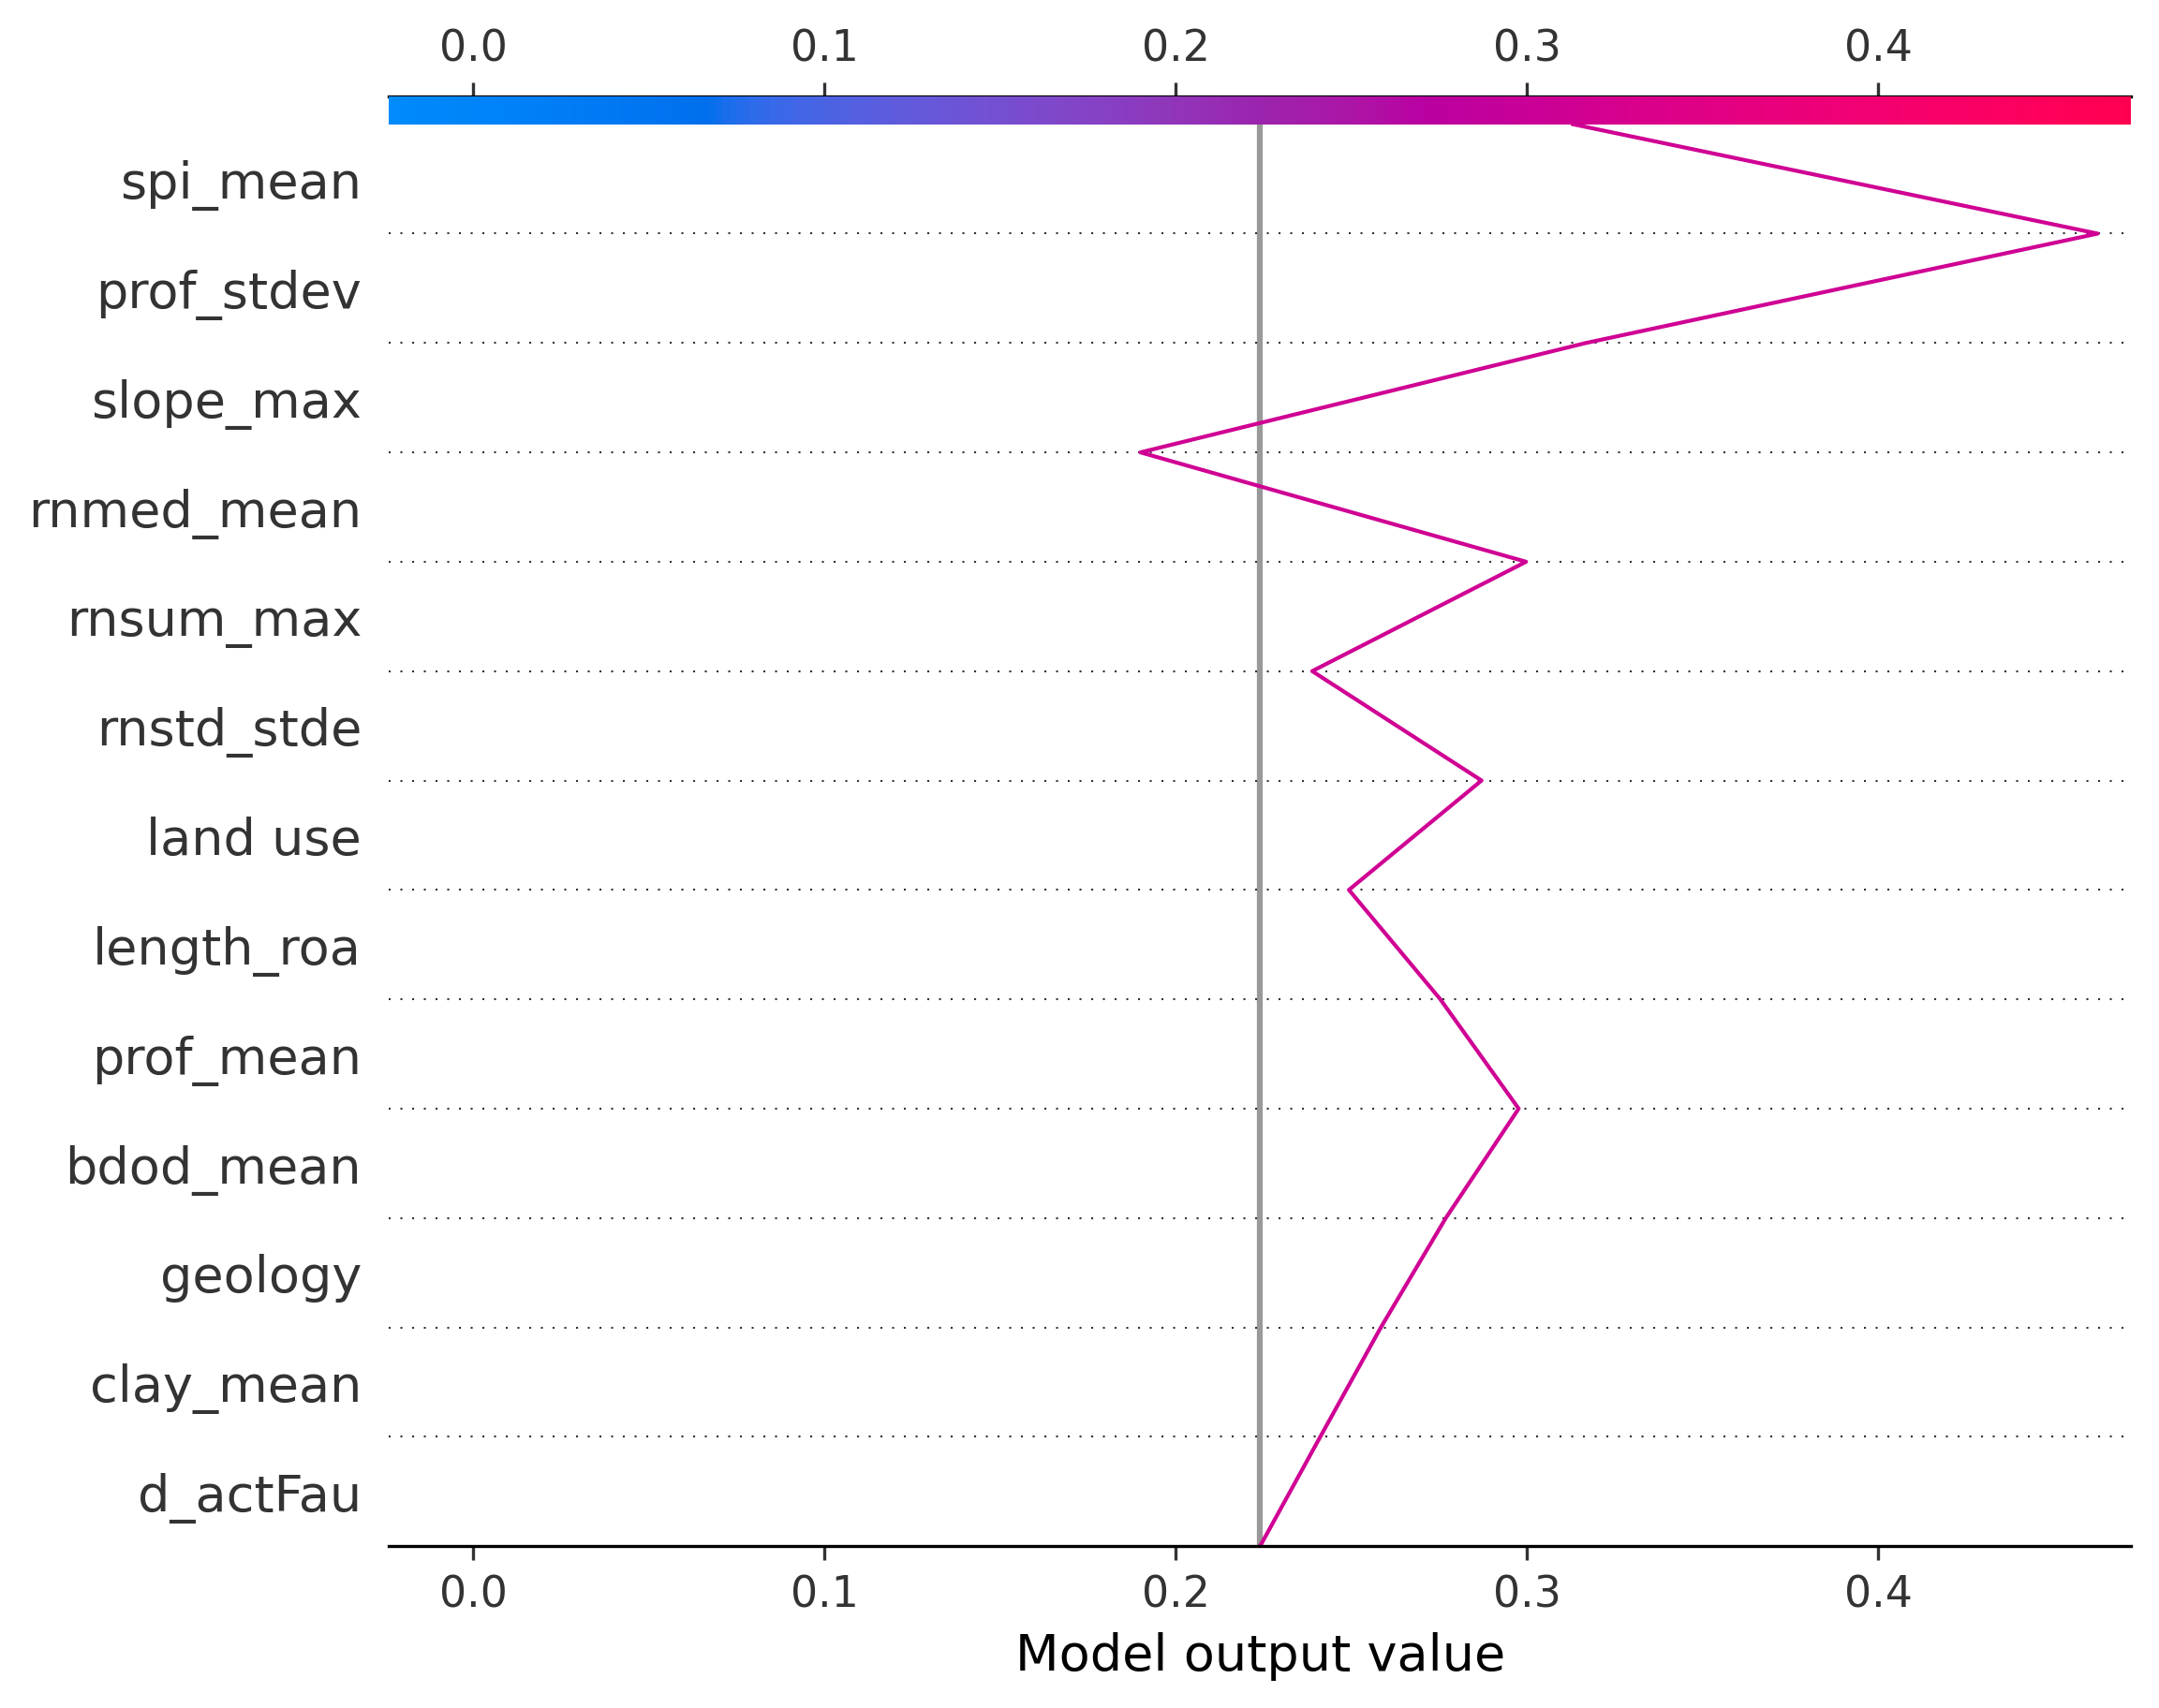 0.0 0.1 0.2 0.3 0.4
spi_mean
prof_stdev
slope_max
rnmed_mean
rnsum_max
rnstd_stde
land use
length_roa
prof_mean
bdod_mean
geology
clay_mean
d_actFau
0.0 0.1 0.2 0.3 0.4
Model output value